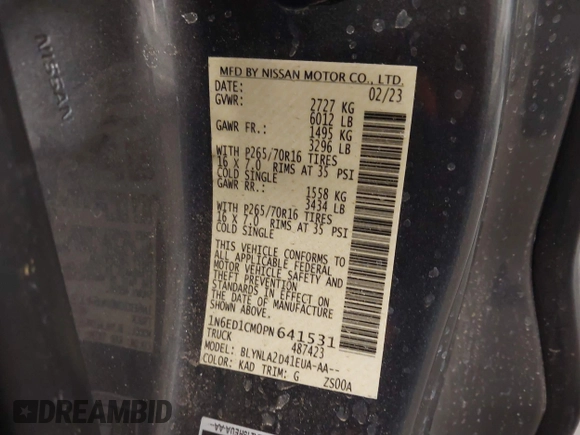 NISSAN
MFD BY NISSAN MOTOR CO., LTD.
DATE: 02/23
GVWR: 2727 KG
6012 LB
GAWR FR.: 1495 KG
3296 LB
WITH P265/70R16 TIRES
16 X 7.0 RIMS AT 35 PSI
COLD SINGLE
GAWR RR.: 1558 KG
3434 LB
WITH P265/70R16 TIRES
16 X 7.0 RIMS AT 35 PSI
COLD SINGLE
THIS VEHICLE CONFORMS TO
ALL APPLICABLE FEDERAL
MOTOR VEHICLE SAFETY AND
THEFT PREVENTION
STANDARDS IN EFFECT ON
THE DATE OF MANUFACTURE
SHOWN ABOVE.
1N6ED1CM0PN641531
TRUCK 487423
MODEL: BLYNLA2D41EUA-AA--
COLOR: KAD TRIM: G ZS00A
DREAMBID